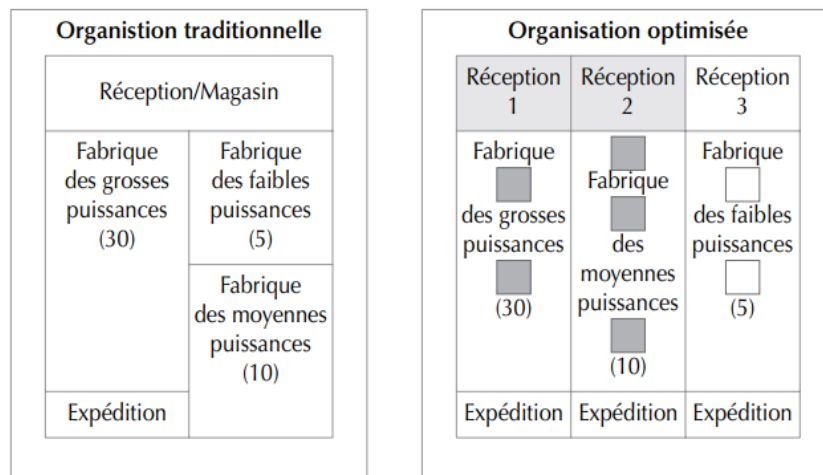 Organistion traditionnelle
Réception/Magasin
Fabrique
des grosses
puissances
(30)
Fabrique
des faibles
puissances
(5)
Fabrique
des moyennes
puissances
(10)
Expédition
Organisation optimisée
Réception
1
Réception
2
Réception
3
Fabrique
des grosses
puissances
(30)
Fabrique
des
moyennes
puissances
(10)
Fabrique
des faibles
puissances
(5)
Expédition
Expédition
Expédition